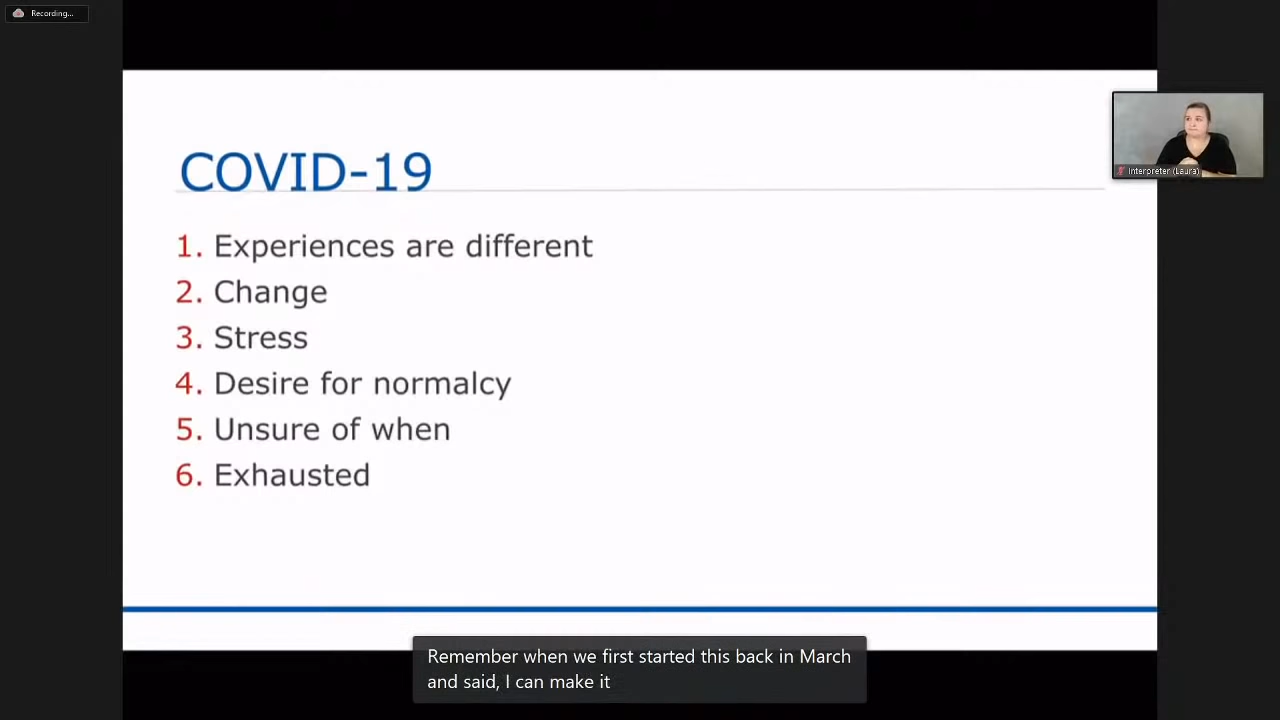 Recording...
COVID-19
1. Experiences are different
2. Change
3. Stress
4. Desire for normalcy
5. Unsure of when
6. Exhausted
Interpreter (Laura)
Remember when we first started this back in March
and said, I can make it